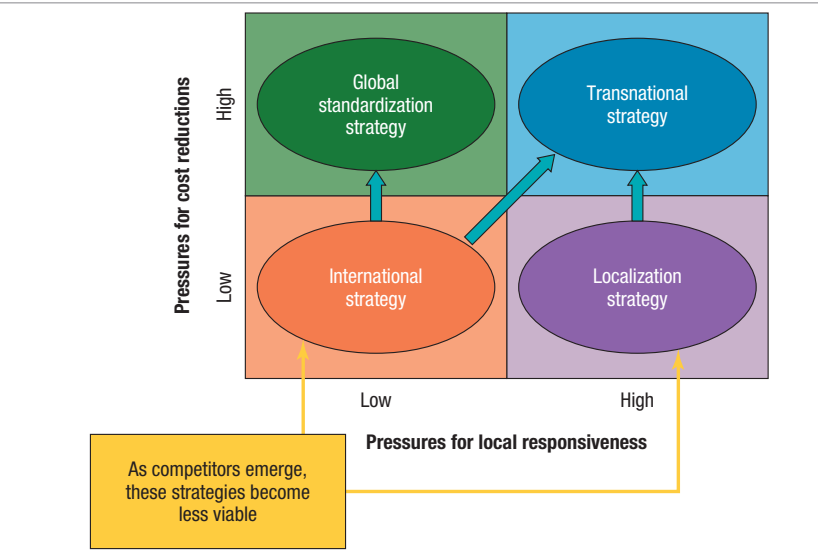 Pressures for cost reductions
High
Global
standardization
strategy
Transnational
strategy
Low
International
strategy
Localization
strategy
Low
High
Pressures for local responsiveness
As competitors emerge,
these strategies become
less viable